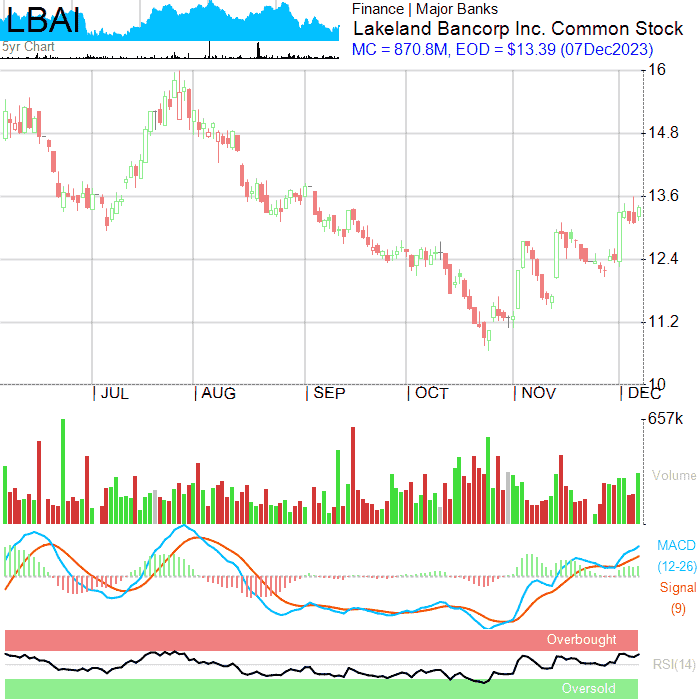 LBAI
5yr Chart
Finance | Major Banks
Lakeland Bancorp Inc. Common Stock
MC = 870.8M, EOD = $13.39 (07Dec2023)
16
14.8
13.6
12.4
11.2
10
JUL AUG SEP OCT NOV DEC
657k
Volume
MACD
(12-26)
Signal
(9)
Overbought
RSI(14)
Oversold